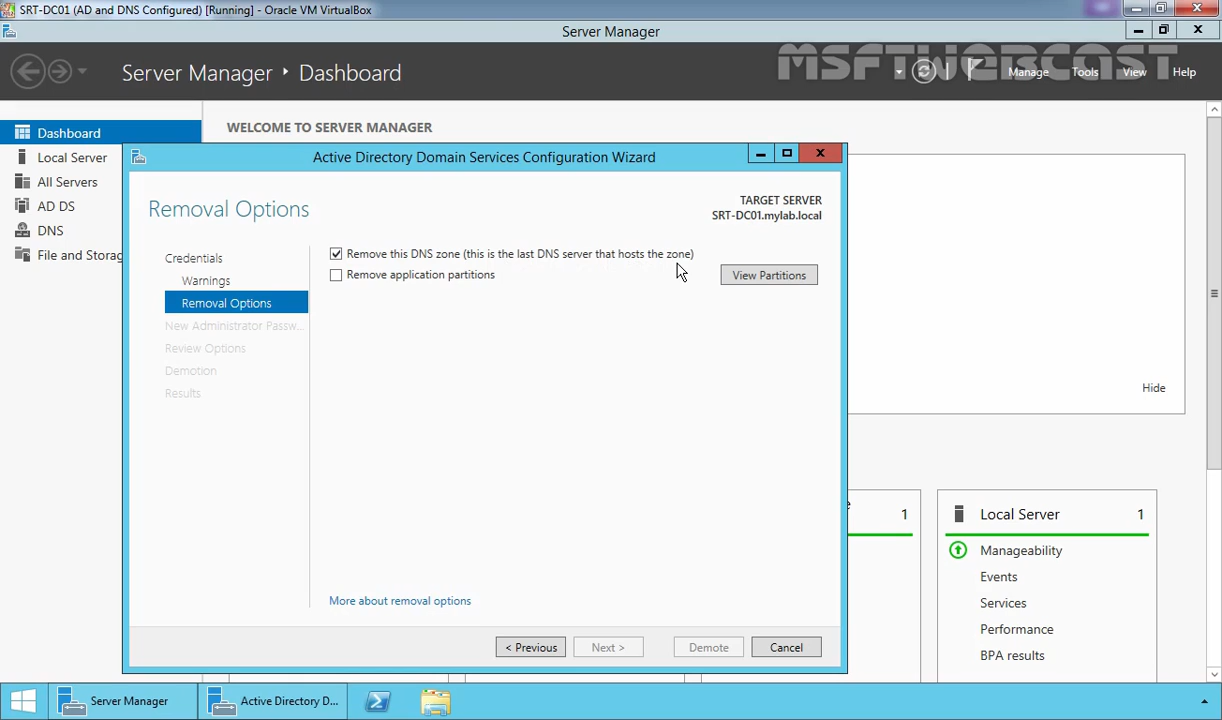 SRT-DC01 (AD and DNS Configured) [Running] - Oracle VM VirtualBox
Server Manager
Server Manager ‣ Dashboard
MSFTWEBCAST
Manage
Tools
View
Help
Dashboard
Local Server
All Servers
AD DS
DNS
File and Storag
WELCOME TO SERVER MANAGER
Active Directory Domain Services Configuration Wizard
Removal Options
TARGET SERVER
SRT-DC01.mylab.local
Credentials
Warnings
Removal Options
New Administrator Passw...
Review Options
Demotion
Results
Remove this DNS zone (this is the last DNS server that hosts the zone)
Remove application partitions
View Partitions
More about removal options
< Previous
Next >
Demote
Cancel
Hide
1
Local Server 1
Manageability
Events
Services
Performance
BPA results
Server Manager
Active Directory D...